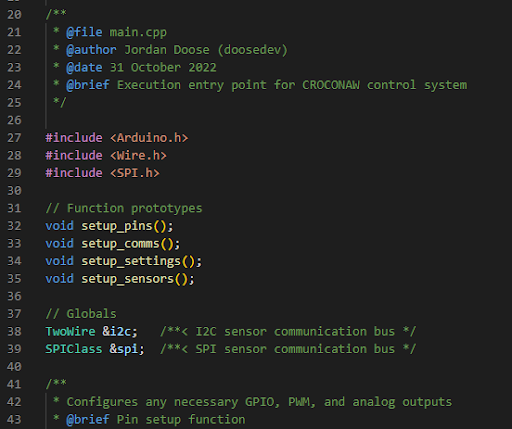 20 /**
21  * @file main.cpp
22  * @author Jordan Doose (doosedev)
23  * @date 31 October 2022
24  * @brief Execution entry point for CROCONAW control system
25  */
26
27 #include <Arduino.h>
28 #include <Wire.h>
29 #include <SPI.h>
30
31 // Function prototypes
32 void setup_pins();
33 void setup_comms();
34 void setup_settings();
35 void setup_sensors();
36
37 // Globals
38 TwoWire &i2c;   /**< I2C sensor communication bus */
39 SPIClass &spi;  /**< SPI sensor communication bus */
40
41 /**
42  * Configures any necessary GPIO, PWM, and analog outputs
43  * @brief Pin setup function